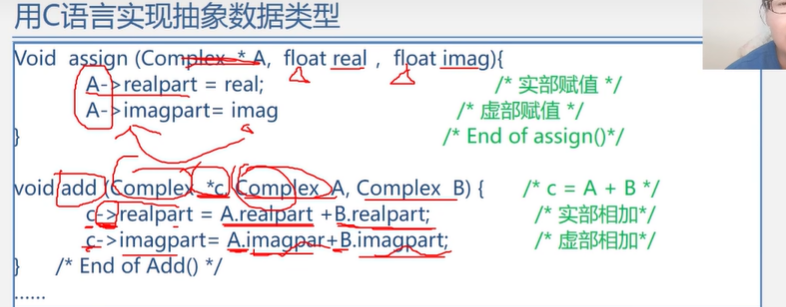 用C语言实现抽象数据类型
Void assign (Complex * A, float real , float imag){
A->realpart = real; /* 实部赋值 */
A->imagpart= imag /* 虚部赋值 */
} /* End of assign()*/
void add (Complex *c, Complex A, Complex B) { /* c = A + B */
c->realpart = A.realpart +B.realpart; /* 实部相加*/
c->imagpart= A.imagpar+B.imagpart; /* 虚部相加*/
} /* End of Add() */
......